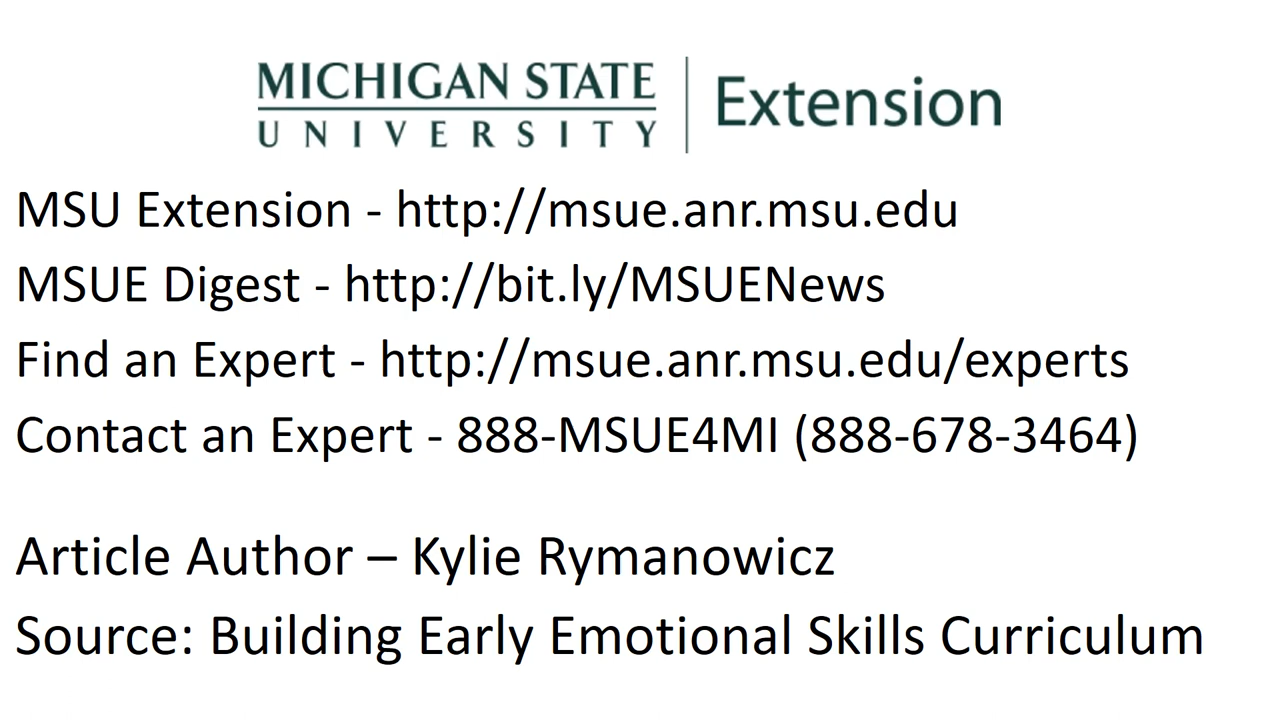 MICHIGAN STATE
UNIVERSITY
Extension
MSU Extension - http://msue.anr.msu.edu
MSUE Digest - http://bit.ly/MSUENews
Find an Expert - http://msue.anr.msu.edu/experts
Contact an Expert - 888-MSUE4MI (888-678-3464)
Article Author – Kylie Rymanowicz
Source: Building Early Emotional Skills Curriculum